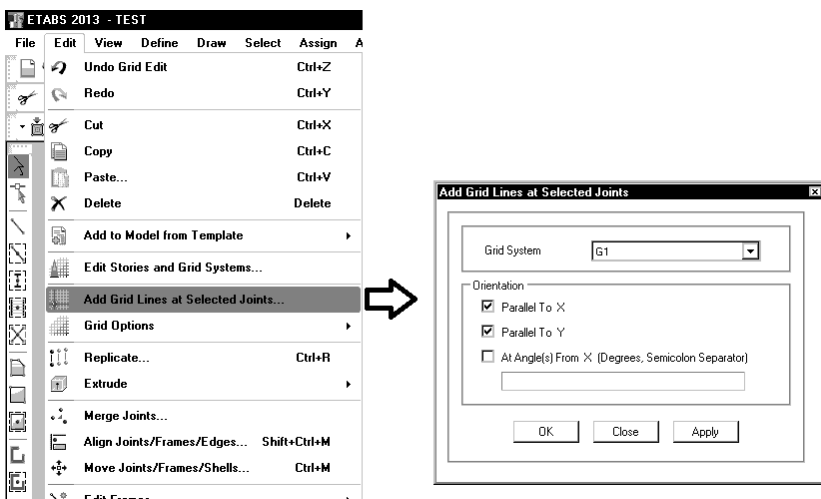 ETABS 2013 - TEST
File Edit View Define Draw Select Assign A
Undo Grid Edit Ctrl+Z
Redo Ctrl+Y
Cut Ctrl+X
Copy Ctrl+C
Paste... Ctrl+V
Delete Delete
Add to Model from Template
Edit Stories and Grid Systems...
Add Grid Lines at Selected Joints...
Grid Options
Replicate... Ctrl+R
Extrude
Merge Joints...
Align Joints/Frames/Edges... Shift+Ctrl+M
Move Joints/Frames/Shells... Ctrl+M
Edit Frames
Add Grid Lines at Selected Joints
Grid System G1
Orientation
Parallel To X
Parallel To Y
At Angle(s) From X (Degrees, Semicolon Separator)
OK Close Apply